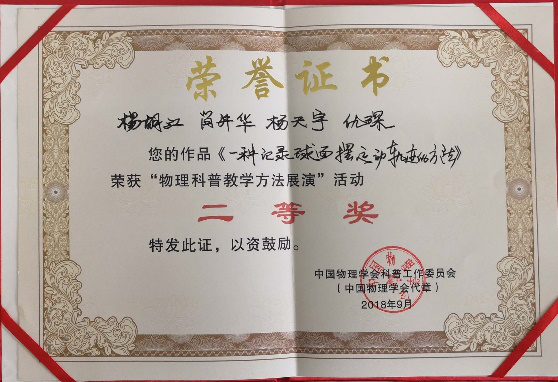 荣誉证书
杨 江 肖井华 杨天宇 仇琛
您的作品《一种记录球面摆运动轨迹的方法》
荣获“物理科普教学方法展演”活动
二等奖
特发此证,以资鼓励。
中国物理学会科普工作委员会
(中国物理学会代章)
2018年9月